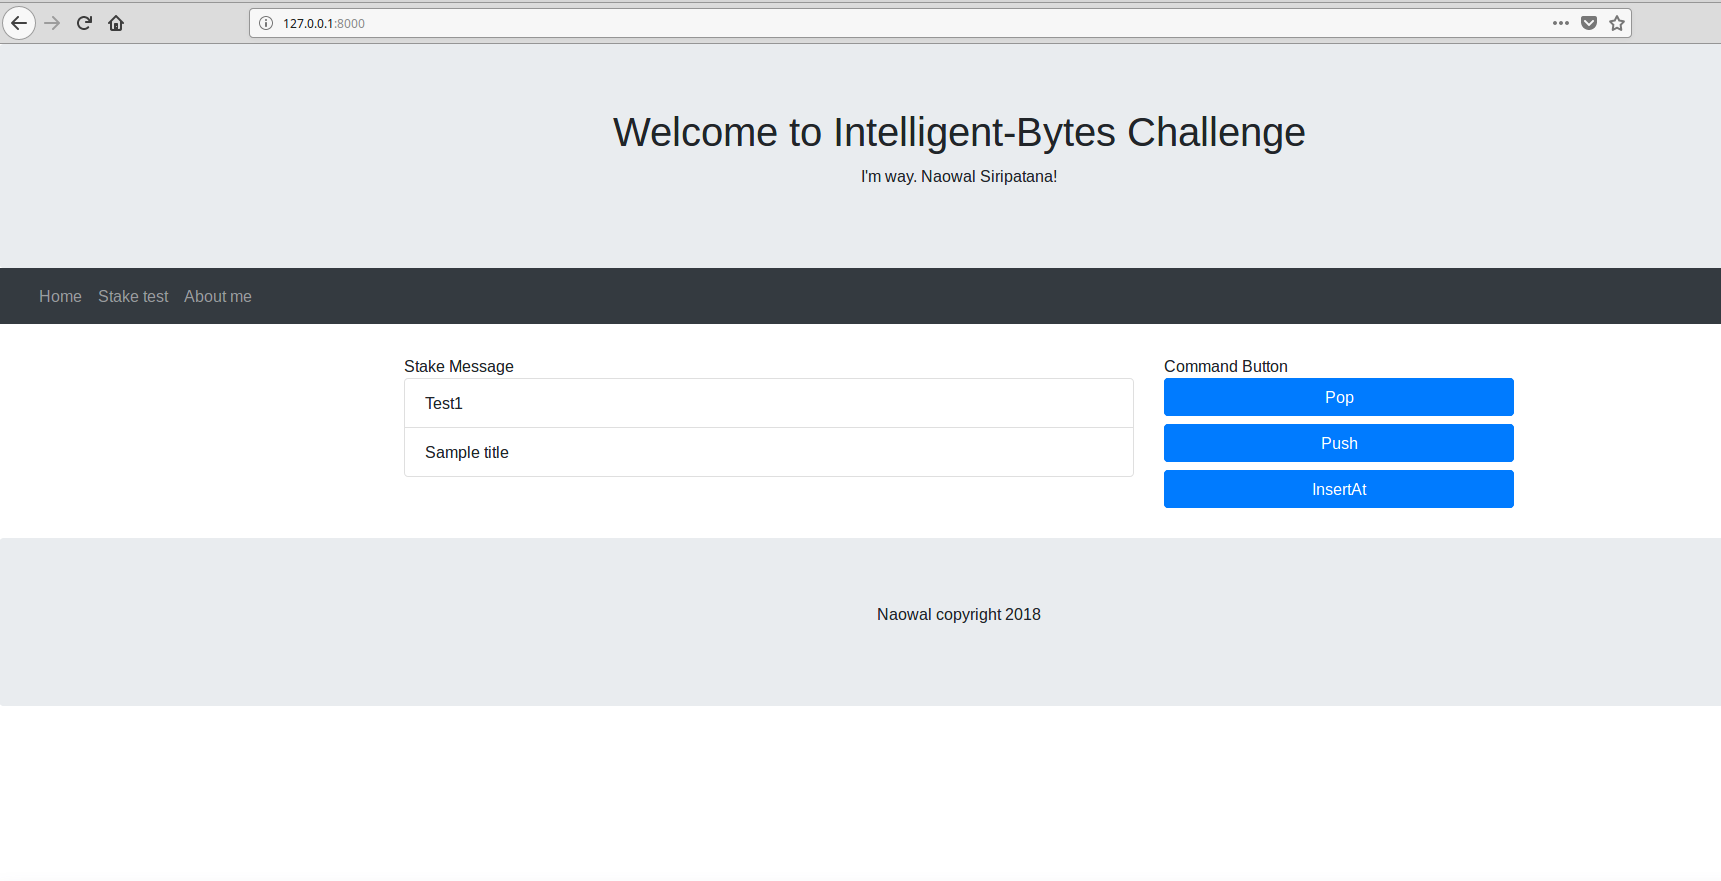 127.0.0.1:8000
Welcome to Intelligent-Bytes Challenge
I'm way. Naowal Siripatana!
Home Stake test About me
Stake Message
Test1
Sample title
Command Button
Pop
Push
InsertAt
Naowal copyright 2018